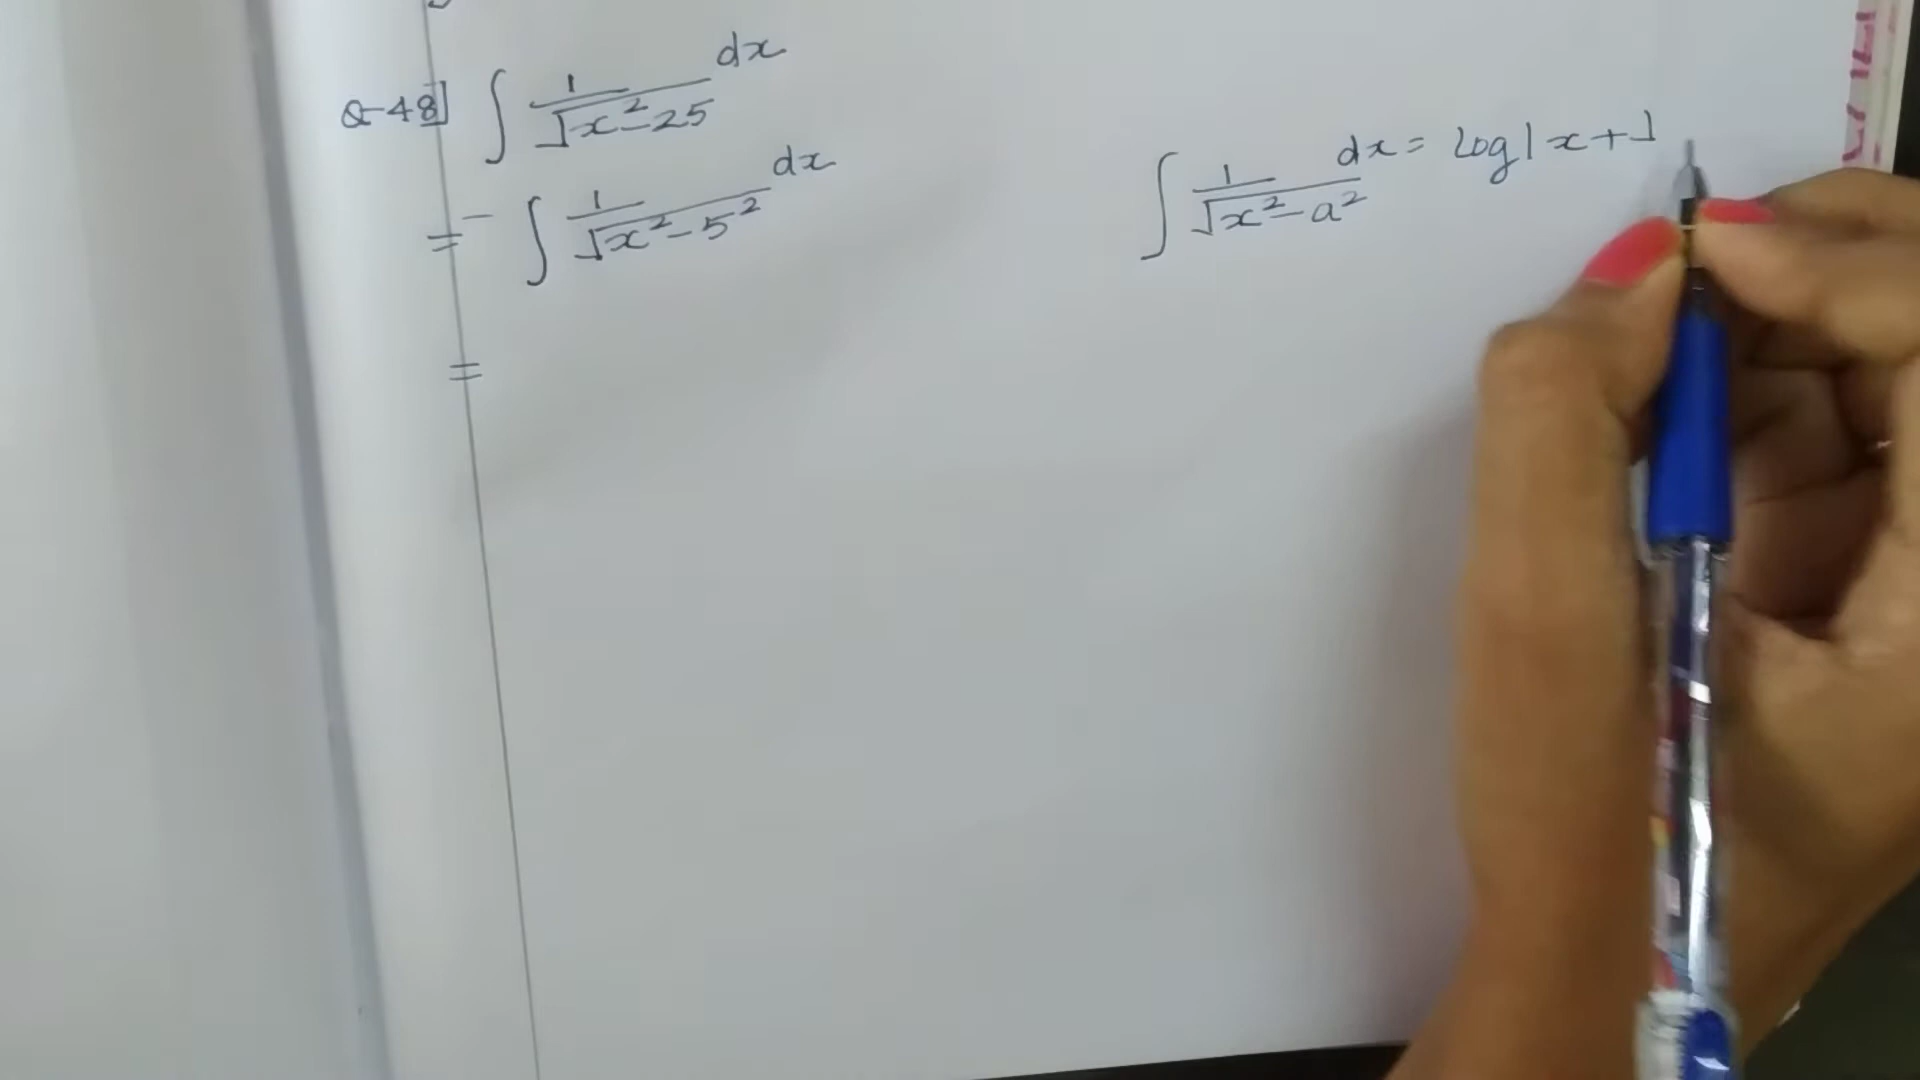 Q-48] ∫ 1/√x²-25 dx
= ∫ 1/√x²-5² dx
∫ 1/√x²-a² dx = log|x+√
=